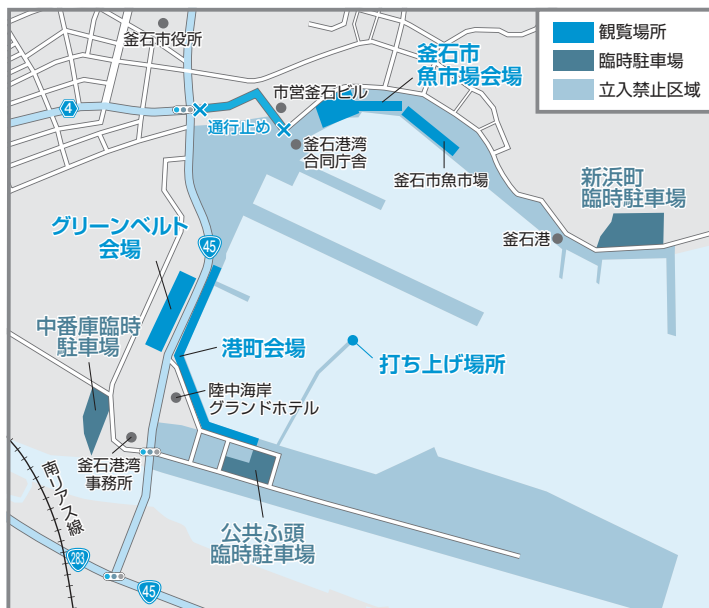 釜石市役所
観覧場所
臨時駐車場
立入禁止区域
釜石市
魚市場会場
市営釜石ビル
4
通行止め
釜石港湾
合同庁舎
釜石市魚市場
新浜町
臨時駐車場
グリーンベルト
会場
45
釜石港
中番庫臨時
駐車場
港町会場
打ち上げ場所
陸中海岸
グランドホテル
釜石港湾
事務所
南リアス線
公共ふ頭
臨時駐車場
283
45